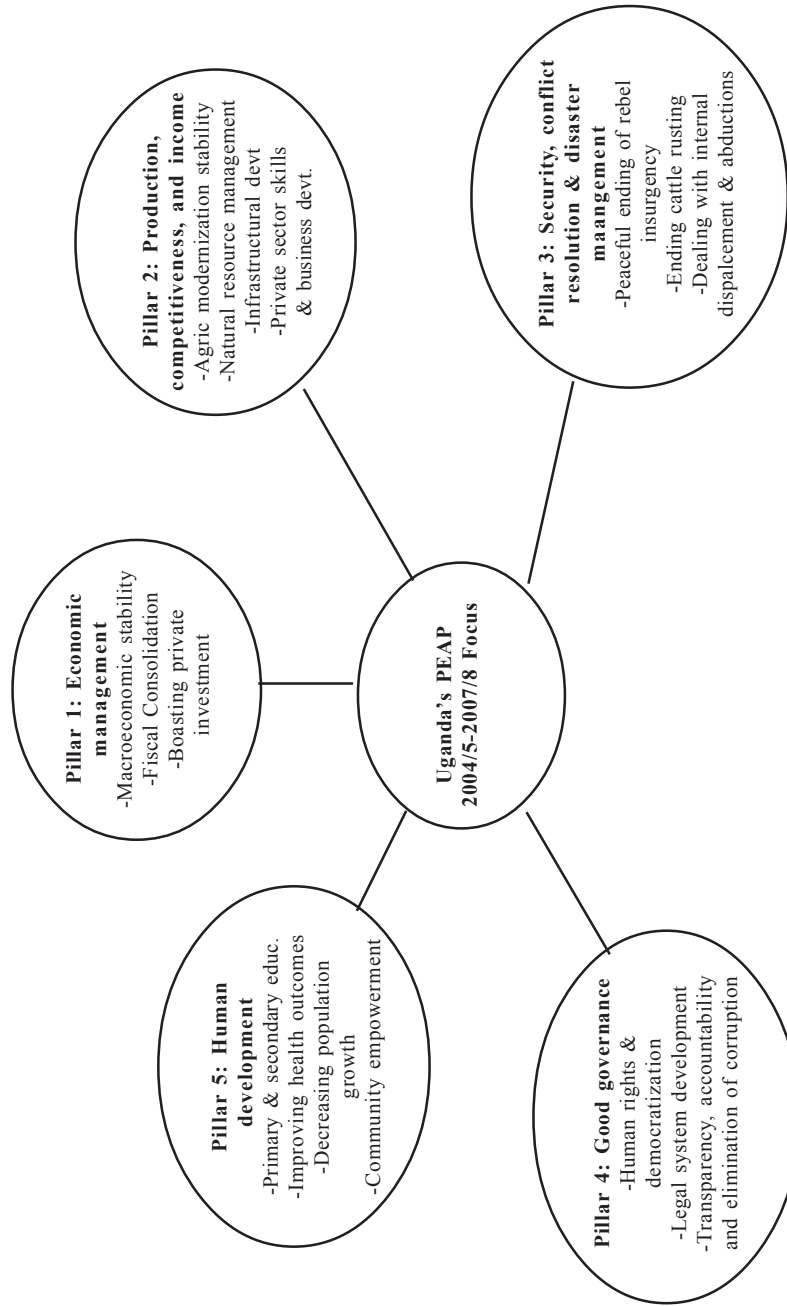 Pillar 1: Economic
management
-Macroeconomic stability
-Fiscal Consolidation
-Boasting private
investment
Pillar 2: Production,
competitiveness, and income
-Agric modernization stability
-Natural resource management
-Infrastructural devt
-Private sector skills
& business devt.
Pillar 3: Security, conflict
resolution & disaster
maangement
-Peaceful ending of rebel
insurgency
-Ending cattle rusting
-Dealing with internal
dispalcement & abductions
Pillar 4: Good governance
-Human rights &
democratization
-Legal system development
-Transparency, accountability
and elimination of corruption
Pillar 5: Human
development
-Primary & secondary educ.
-Improving health outcomes
-Decreasing population
growth
-Community empowerment
Uganda's PEAP
2004/5-2007/8 Focus